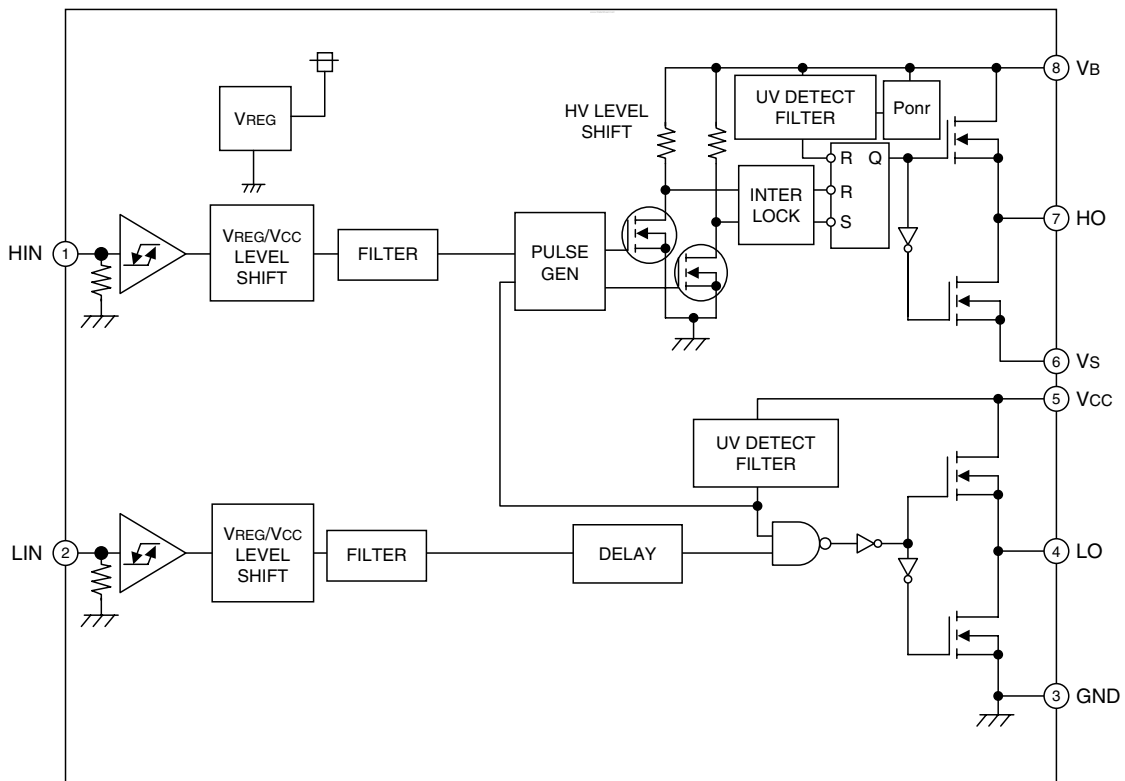 8 VB
VREG
HV LEVEL
SHIFT
UV DETECT
FILTER
Ponr
R Q
R
S
INTER
LOCK
7 HO
HIN 1
VREG/VCC
LEVEL
SHIFT
FILTER
PULSE
GEN
6 VS
5 VCC
UV DETECT
FILTER
LIN 2
VREG/VCC
LEVEL
SHIFT
FILTER
DELAY
4 LO
3 GND